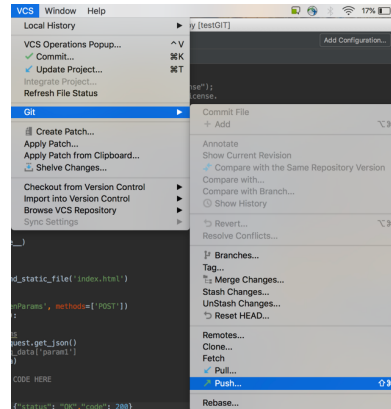 VCS Window Help 17%
Local History
y [testGIT]
VCS Operations Popup... ^V
Add Configuration...
Commit... ⌘K
Update Project... ⌘T
Integrate Project...
Refresh File Status
nse");
icense.
Git
Commit File
Add
Create Patch...
Apply Patch...
Apply Patch from Clipboard...
Shelve Changes...
Annotate
Show Current Revision
Compare with the Same Repository Version
Compare with...
Compare with Branch...
Show History
Checkout from Version Control
Import into Version Control
Browse VCS Repository
Sync Settings
Revert...
Resolve Conflicts...
__)
Branches...
Tag...
Merge Changes...
Stash Changes...
UnStash Changes...
Reset HEAD...
nd_static_file('index.html')
enParams', methods=['POST'])
:
Remotes...
Clone...
Fetch
Pull...
Push...
Rebase...
quest.get_json()
_data['param1']
)
CODE HERE
{"status": "OK","code": 200}